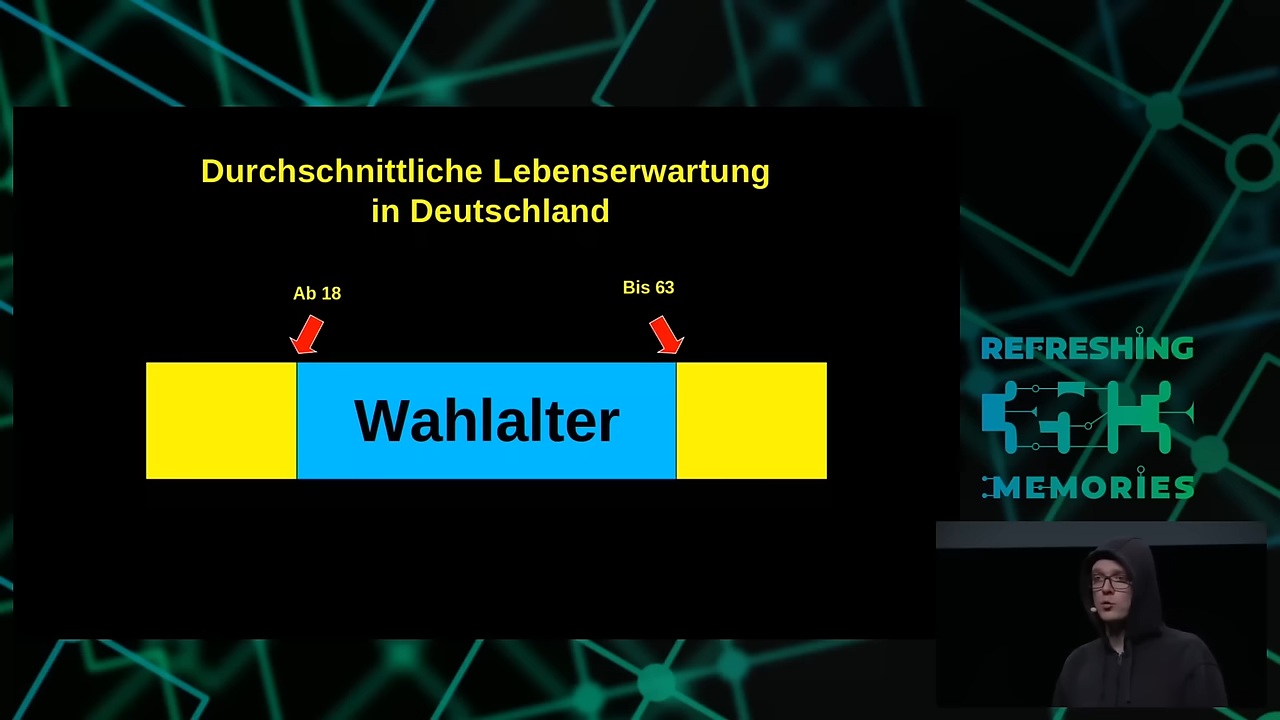 Durchschnittliche Lebenserwartung
in Deutschland
Ab 18
Bis 63
Wahlalter
REFRESHING
MEMORIES